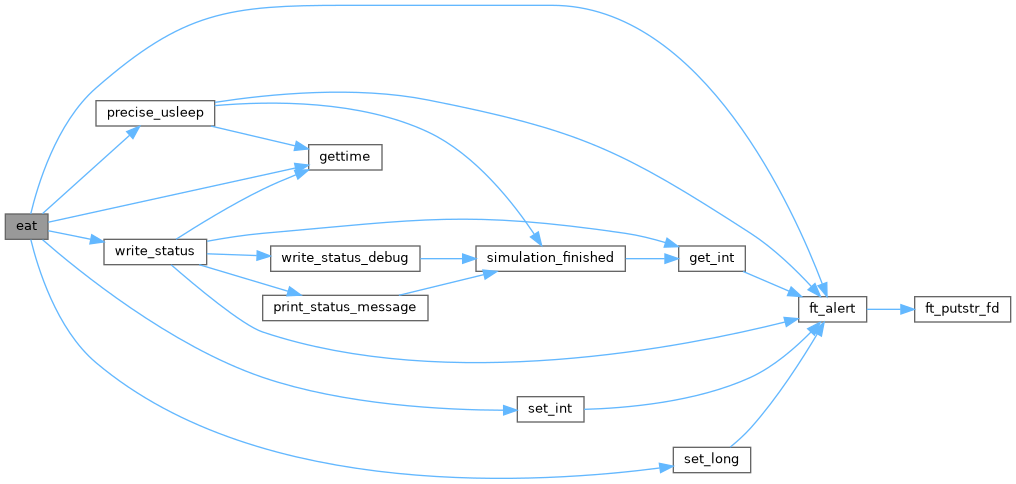 precise_usleep
gettime
eat
write_status
write_status_debug
simulation_finished
get_int
print_status_message
ft_alert
ft_putstr_fd
set_int
set_long